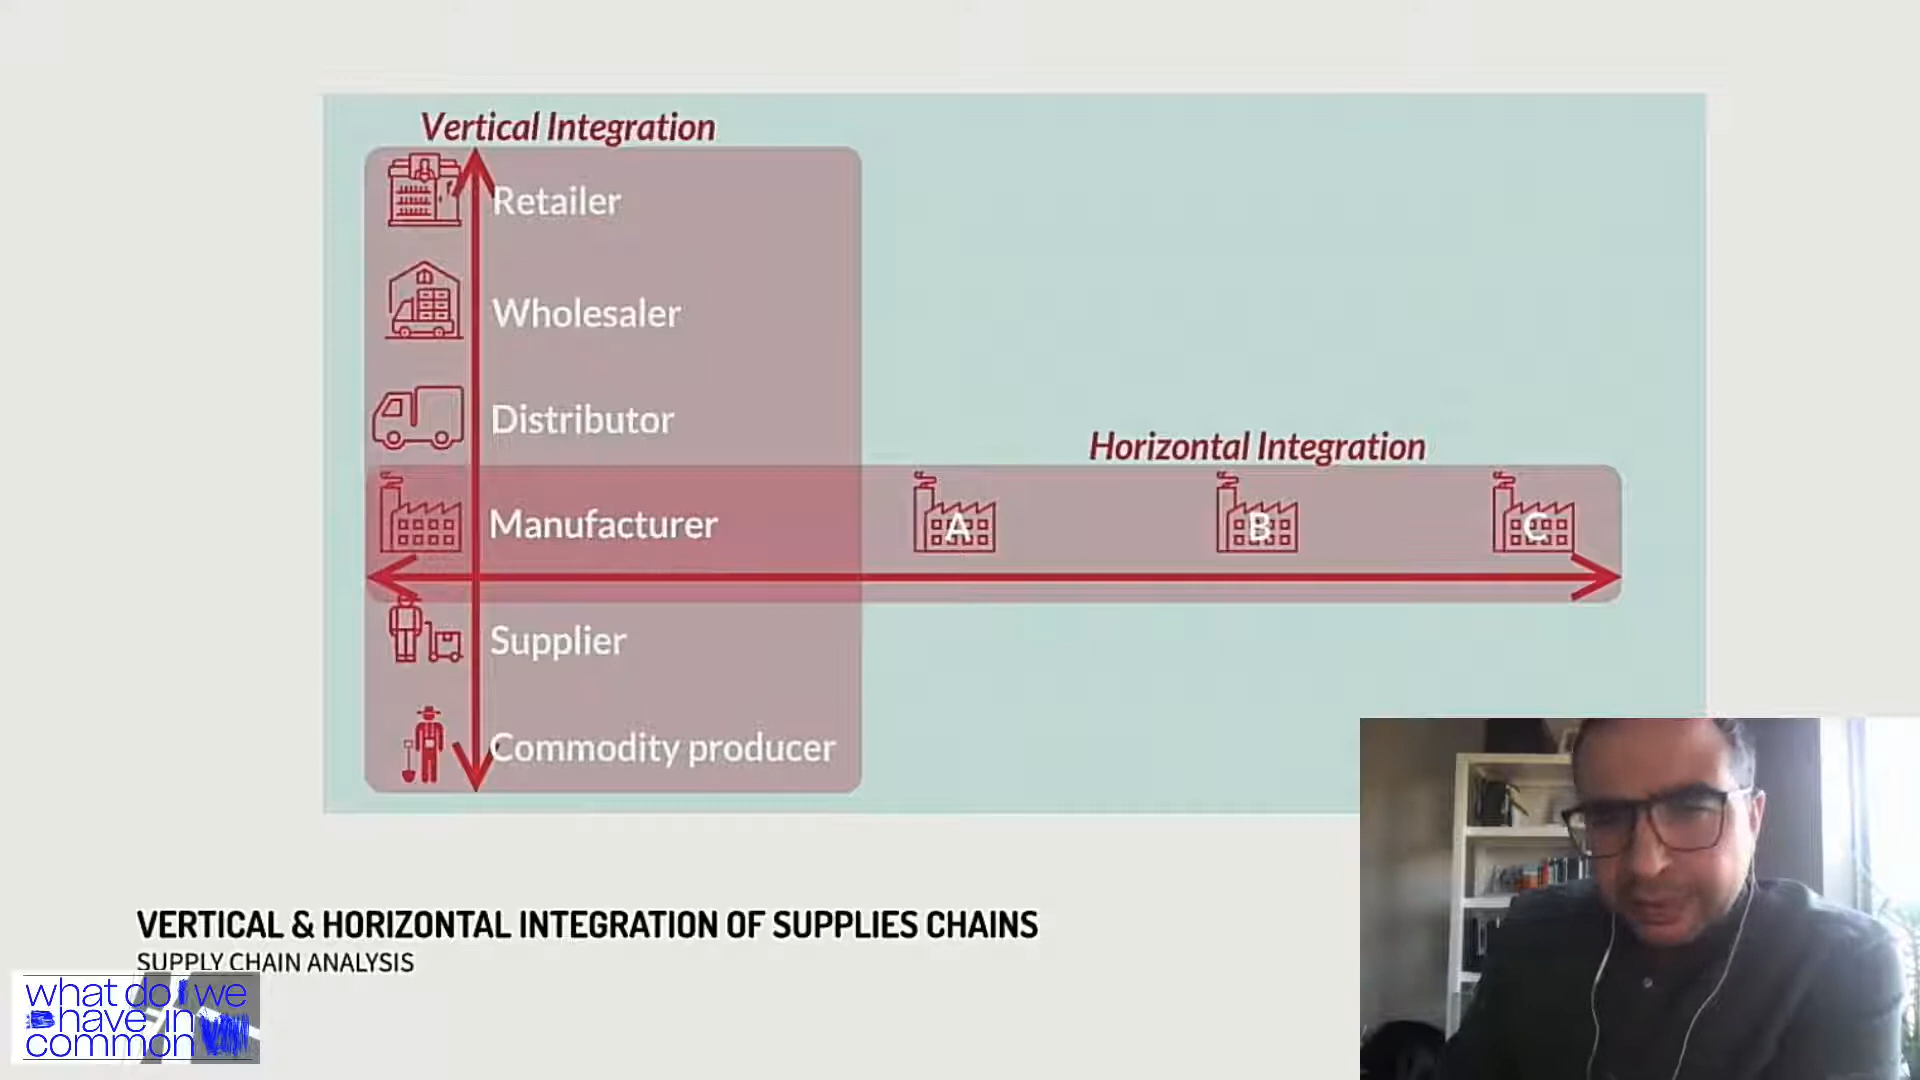 Vertical Integration
Retailer
Wholesaler
Distributor
Horizontal Integration
Manufacturer
A
B
C
Supplier
Commodity producer
VERTICAL & HORIZONTAL INTEGRATION OF SUPPLIES CHAINS
SUPPLY CHAIN ANALYSIS
what do I we
have in
common